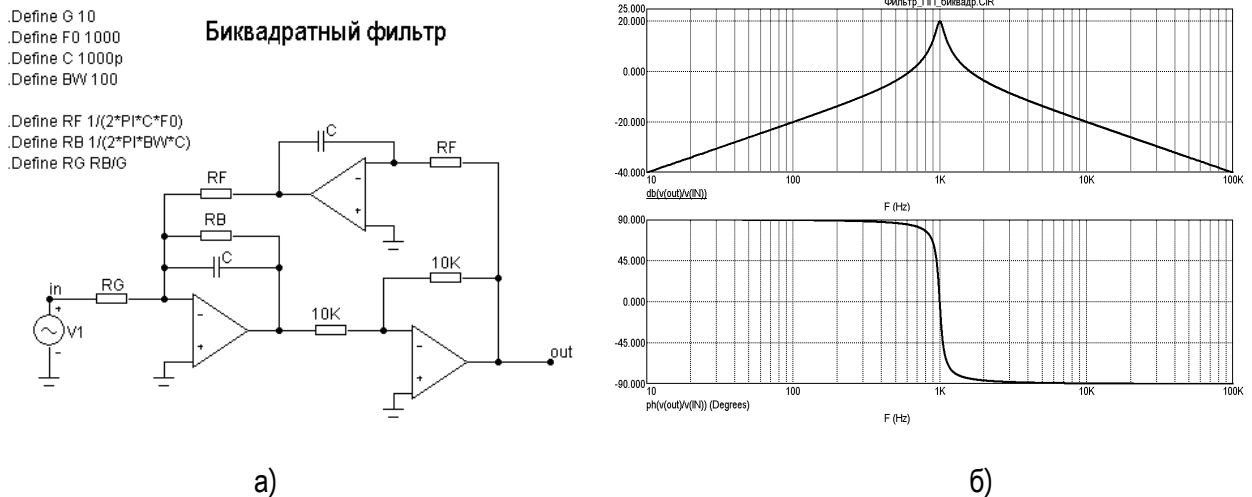 .Define G 10
.Define F0 1000
.Define C 1000p
.Define BW 100
.Define RF 1/(2*PI*C*F0)
.Define RB 1/(2*PI*BW*C)
.Define RG RB/G
Биквадратный фильтр
C
RF
RF
RB
C
10K
in
RG
10K
V1
out
а)
Фильтр_ПП_биквадр.CIR
25.000
20.000
0.000
-20.000
-40.000
10
100
1K
10K
100K
db(v(out)/v(IN))
F (Hz)
90.000
45.000
0.000
-45.000
-90.000
10
100
1K
10K
100K
ph(v(out)/v(IN)) (Degrees)
F (Hz)
б)